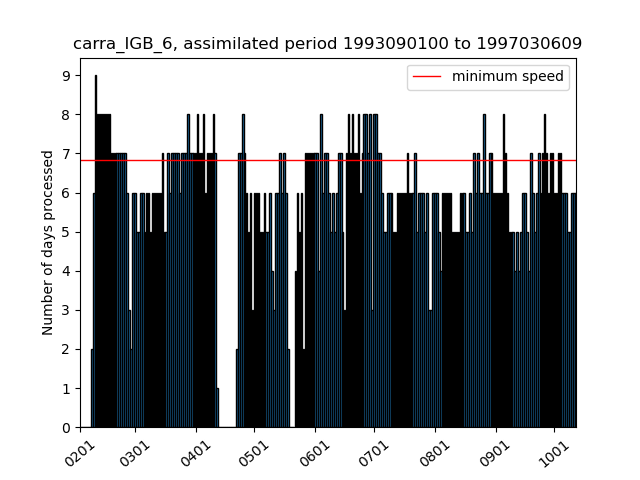 carra_IGB_6, assimilated period 1993090100 to 1997030609
minimum speed
Number of days processed
9
8
7
6
5
4
3
2
1
0
0201 0301 0401 0501 0601 0701 0801 0901 1001